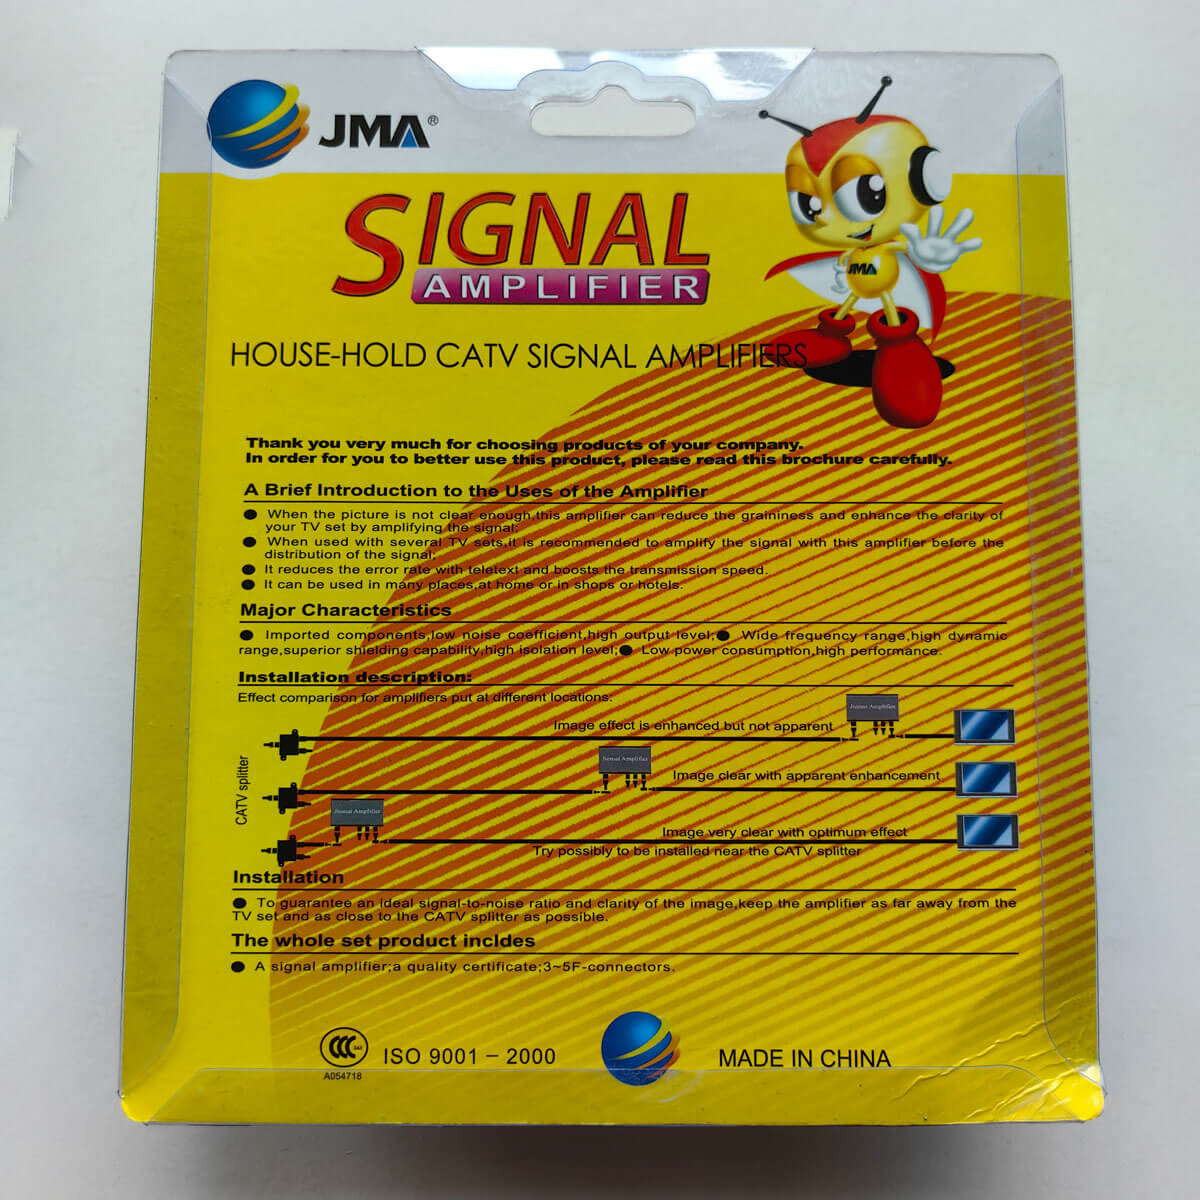 JMA®
SIGNAL
AMPLIFIER
JMA
HOUSE-HOLD CATV SIGNAL AMPLIFIERS
Thank you very much for choosing products of your company.
In order for you to better use this product, please read this brochure carefully.
A Brief Introduction to the Uses of the Amplifier
● When the picture is not clear enough,this amplifier can reduce the graininess and enhance the clarity of
your TV set by amplifying the signal;
● When used with several TV sets,it is recommended to amplify the signal with this amplifier before the
distribution of the signal;
● It reduces the error rate with teletext and boosts the transmission speed.
● It can be used in many places,at home or in shops or hotels.
Major Characteristics
● Imported components,low noise coefficient,high output level;● Wide frequency range,high dynamic
range,superior shielding capability,high isolation level;● Low power consumption,high performance.
Installation description:
Effect comparison for amplifiers put at different locations:
Image effect is enhanced but not apparent
Amplifier
CATV splitter
Amplifier
Image clear with apparent enhancement
Amplifier
Image very clear with optimum effect
Try possibly to be installed near the CATV splitter
Installation
● To guarantee an ideal signal-to-noise ratio and clarity of the image,keep the amplifier as far away from the
TV set and as close to the CATV splitter as possible.
The whole set product incldes
● A signal amplifier;a quality certificate;3~5F-connectors.
CCC
A054718
ISO 9001 – 2000
MADE IN CHINA